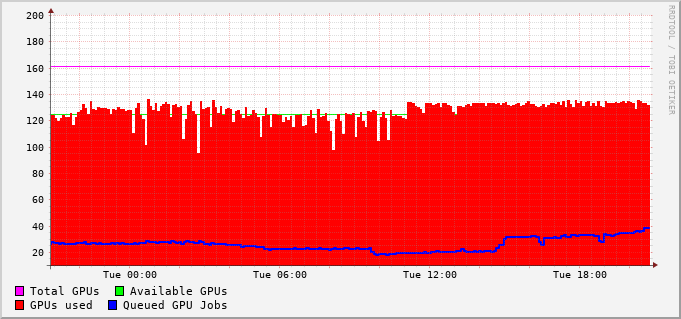 200
180
160
140
120
100
80
60
40
20
Tue 00:00 Tue 06:00 Tue 12:00 Tue 18:00
Total GPUs Available GPUs
GPUs used Queued GPU Jobs
RRDTOOL / TOBI OETIKER